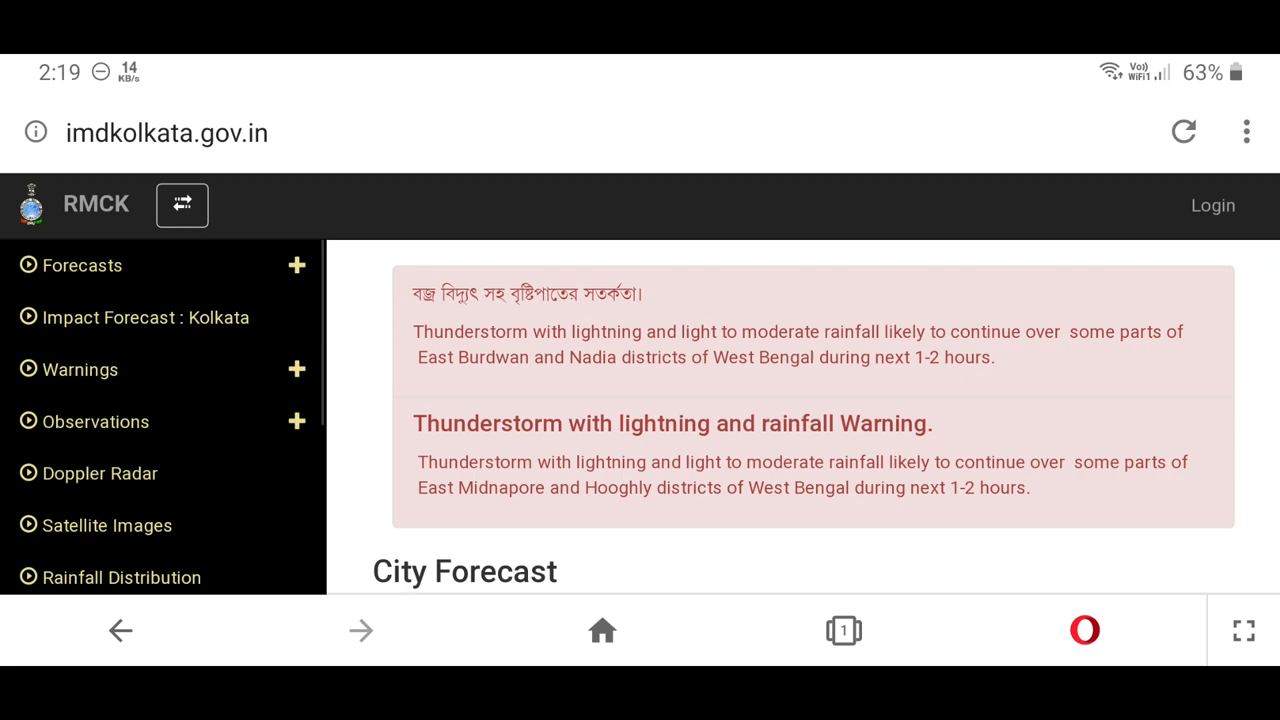 2:19 14 KB/s Vo)) WiFi1 63%
imdkolkata.gov.in
RMCK Login
Forecasts
Impact Forecast : Kolkata
Warnings
Observations
Doppler Radar
Satellite Images
Rainfall Distribution
বজ্র বিদ্যুৎ সহ বৃষ্টিপাতের সতর্কতা।
Thunderstorm with lightning and light to moderate rainfall likely to continue over some parts of
East Burdwan and Nadia districts of West Bengal during next 1-2 hours.
Thunderstorm with lightning and rainfall Warning.
Thunderstorm with lightning and light to moderate rainfall likely to continue over some parts of
East Midnapore and Hooghly districts of West Bengal during next 1-2 hours.
City Forecast
1